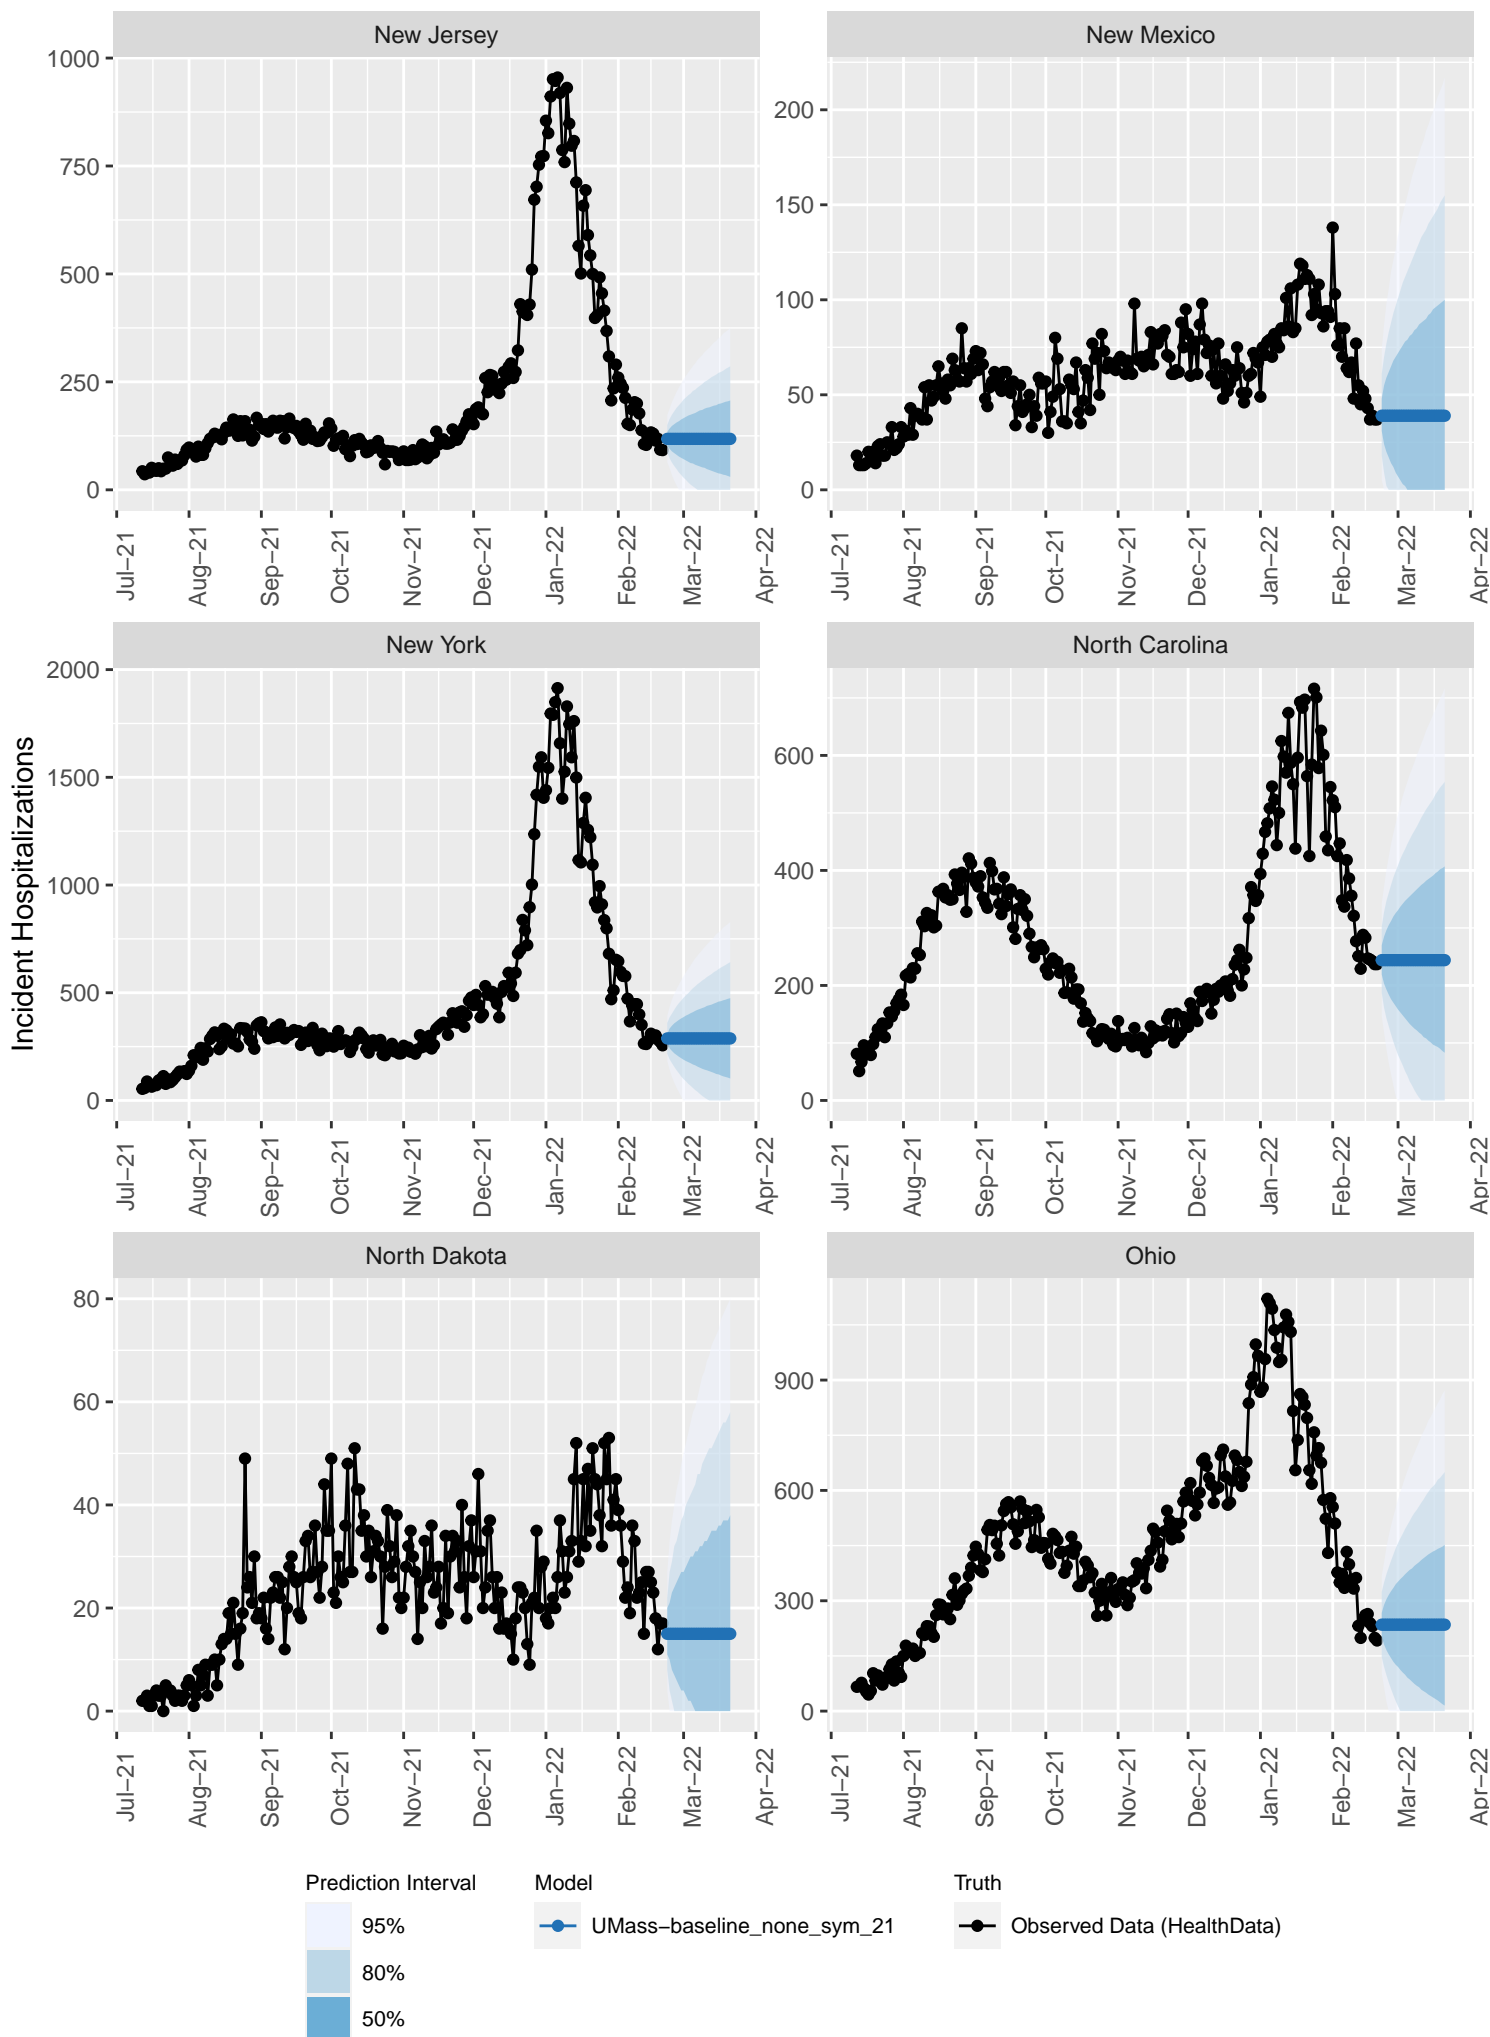 New Jersey
New Mexico
1000
750
500
250
0
200
150
100
50
0
Jul−21
Aug−21
Sep−21
Oct−21
Nov−21
Dec−21
Jan−22
Feb−22
Mar−22
Apr−22
Jul−21
Aug−21
Sep−21
Oct−21
Nov−21
Dec−21
Jan−22
Feb−22
Mar−22
Apr−22
Incident Hospitalizations
New York
North Carolina
2000
1500
1000
500
0
600
400
200
0
Jul−21
Aug−21
Sep−21
Oct−21
Nov−21
Dec−21
Jan−22
Feb−22
Mar−22
Apr−22
Jul−21
Aug−21
Sep−21
Oct−21
Nov−21
Dec−21
Jan−22
Feb−22
Mar−22
Apr−22
North Dakota
Ohio
80
60
40
20
0
900
600
300
0
Jul−21
Aug−21
Sep−21
Oct−21
Nov−21
Dec−21
Jan−22
Feb−22
Mar−22
Apr−22
Jul−21
Aug−21
Sep−21
Oct−21
Nov−21
Dec−21
Jan−22
Feb−22
Mar−22
Apr−22
Prediction Interval
95%
80%
50%
Model
UMass−baseline_none_sym_21
Truth
Observed Data (HealthData)